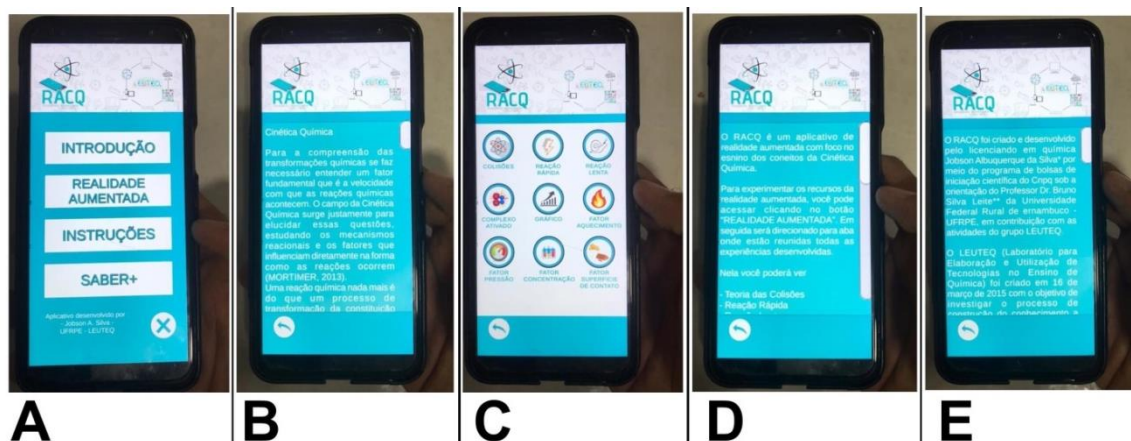 RACQ
LEUTEQ
INTRODUÇÃO
REALIDADE
AUMENTADA
INSTRUÇÕES
SABER+
Aplicativo desenvolvido por
- Jobson A. Silva -
UFRPE - LEUTEQ
A
RACQ
LEUTEQ
Cinética Química
Para a compreensão das
transformações químicas se faz
necessário entender um fator
fundamental que é a velocidade
com que as reações químicas
acontecem. O campo da Cinética
Química surge justamente para
elucidar essas questões,
estudando os mecanismos
reacionais e os fatores que
influenciam diretamente na forma
como as reações ocorrem
(MORTIMER, 2013).
Uma reação química nada mais é
do que um processo de
transformação da constituição
B
RACQ
LEUTEQ
COLISÕES
REAÇÃO
RÁPIDA
REAÇÃO
LENTA
COMPLEXO
ATIVADO
GRÁFICO
FATOR
AQUECIMENTO
FATOR
PRESSÃO
FATOR
CONCENTRAÇÃO
FATOR
SUPERFÍCIE
DE CONTATO
C
RACQ
LEUTEQ
O RACQ é um aplicativo de
realidade aumentada com foco no
esnino dos coneitos da Cinética
Química.
Para experimentar os recursos da
realidade aumentada, você pode
acessar clicando no botão
"REALIDADE AUMENTADA". Em
seguida será direcionado para aba
onde estão reunidas todas as
experiências desenvolvidas.
Nela você poderá ver
- Teoria das Colisões
- Reação Rápida
D
RACQ
LEUTEQ
O RACQ foi criado e desenvolvido
pelo licenciando em química
Jobson Albuquerque da Silva* por
meio do programa de bolsas de
iniciação científica do Cnpq sob a
orientação do Professor Dr. Bruno
Silva Leite** da Universidade
Federal Rural de ernambuco -
UFRPE, em contribuição com as
atividades do grupo LEUTEQ.
O LEUTEQ (Laboratório para
Elaboração e Utilização de
Tecnologias no Ensino de
Química) foi criado em 16 de
março de 2015 com o objetivo de
investigar o processo de
construção do conhecimento a
E